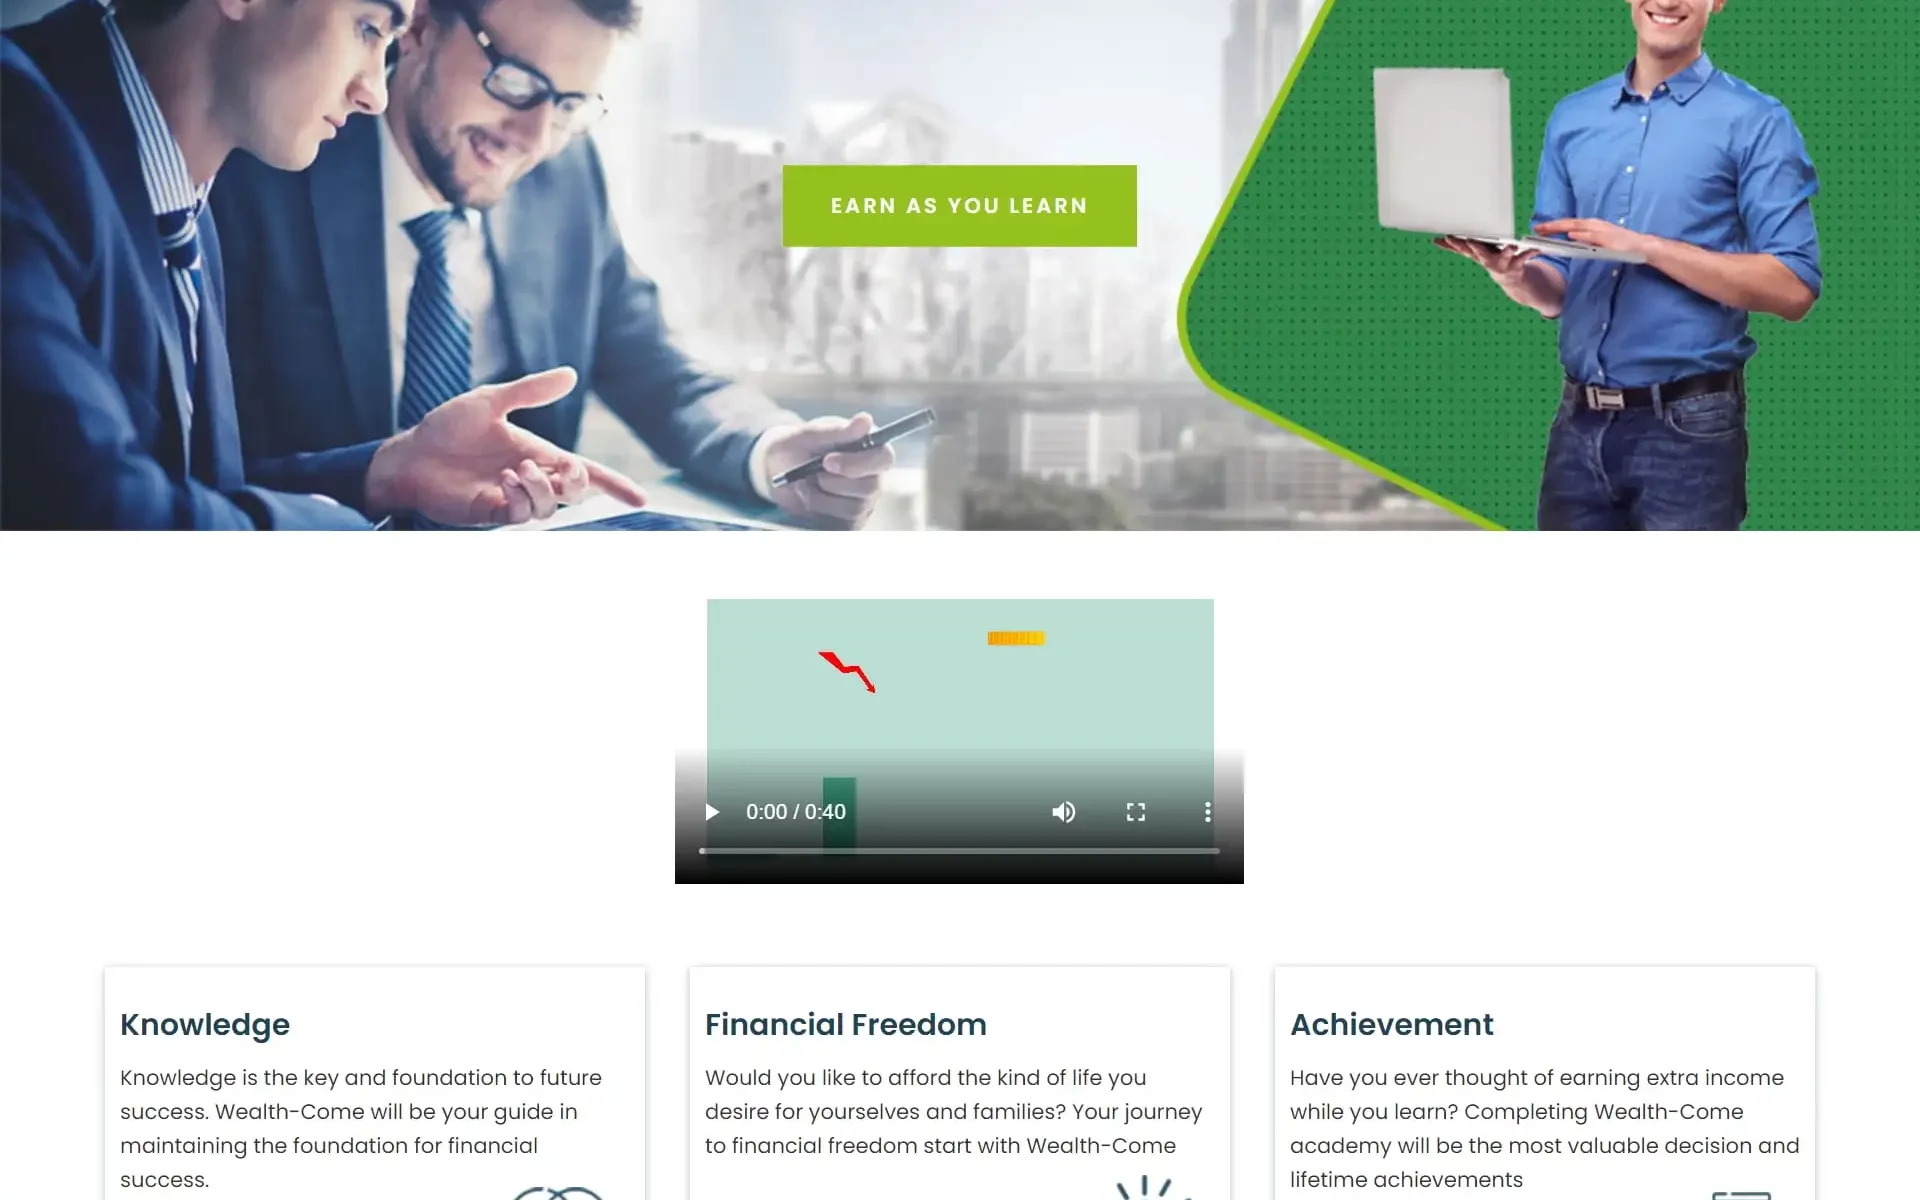 EARN AS YOU LEARN
0:00 / 0:40
Knowledge
Knowledge is the key and foundation to future
success. Wealth-Come will be your guide in
maintaining the foundation for financial
success.
Financial Freedom
Would you like to afford the kind of life you
desire for yourselves and families? Your journey
to financial freedom start with Wealth-Come
Achievement
Have you ever thought of earning extra income
while you learn? Completing Wealth-Come
academy will be the most valuable decision and
lifetime achievements